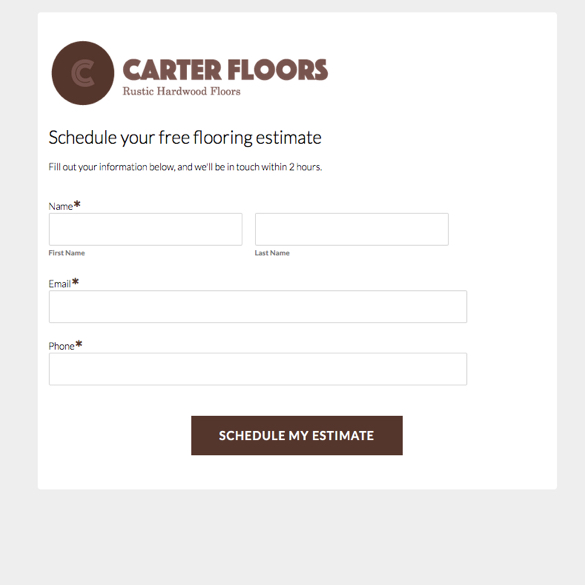 C
CARTER FLOORS
Rustic Hardwood Floors
Schedule your free flooring estimate
Fill out your information below, and we'll be in touch within 2 hours.
Name*
First Name Last Name
Email*
Phone*
SCHEDULE MY ESTIMATE